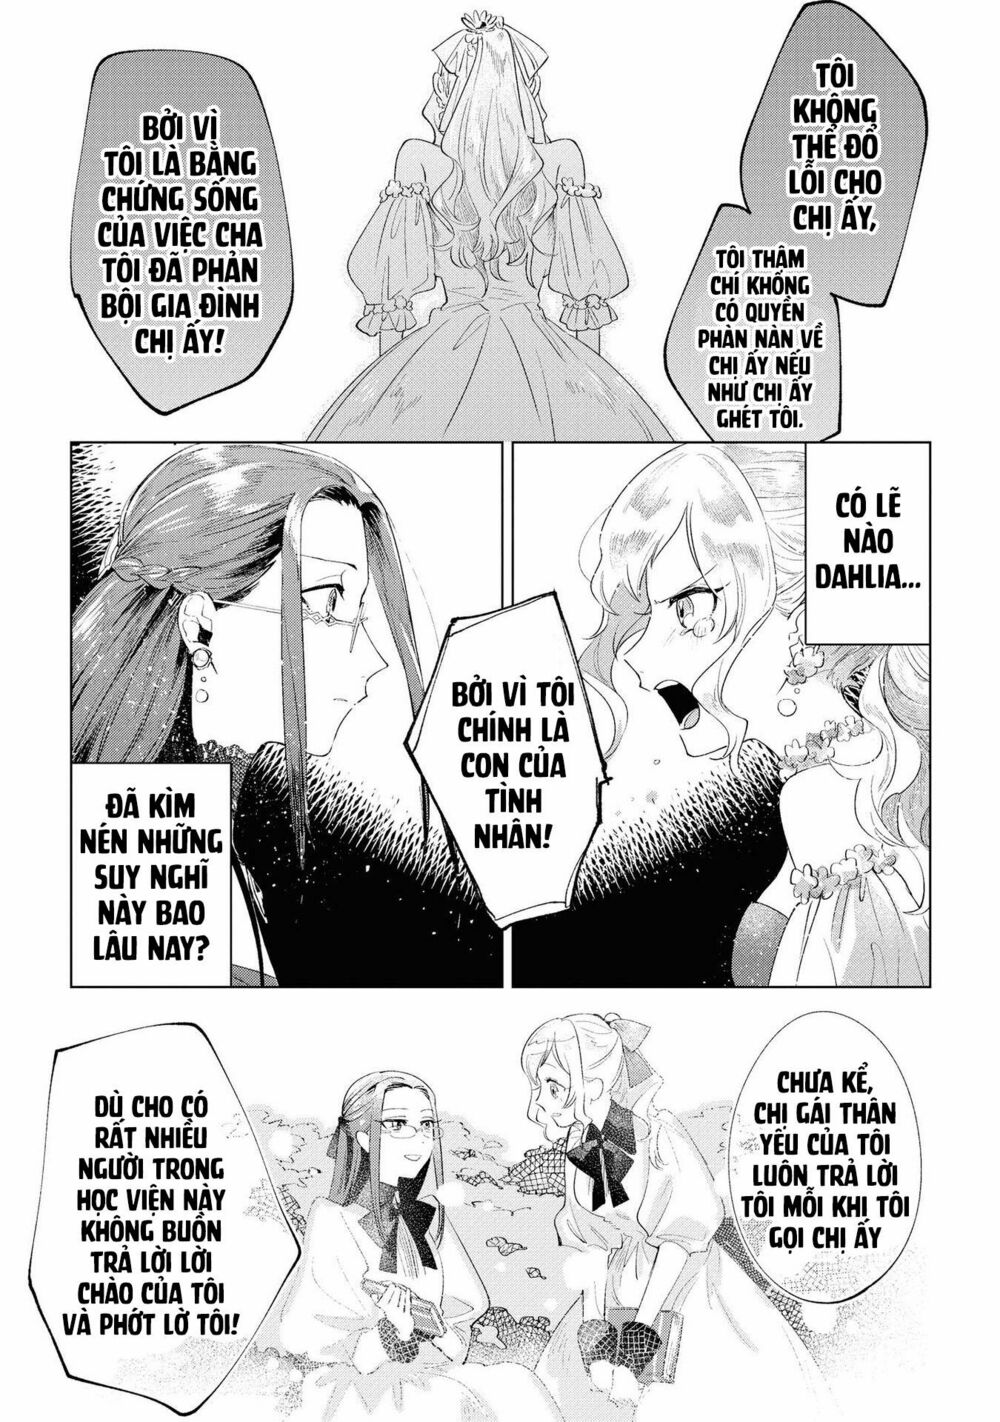 TÔI
KHÔNG
THỂ ĐỔ
LỖI CHO
CHỊ ẤY,
TÔI THẬM
CHÍ KHÔNG
CÓ QUYỀN
PHÀN NÀN VỀ
CHỊ ẤY NẾU
NHƯ CHỊ ẤY
GHÉT TÔI.
BỞI VÌ
TÔI LÀ BẰNG
CHỨNG SỐNG
CỦA VIỆC CHA
TÔI ĐÃ PHẢN
BỘI GIA ĐÌNH
CHỊ ẤY!
CÓ LẼ
NÀO
DAHLIA...
BỞI VÌ TÔI
CHÍNH LÀ
CON CỦA
TÌNH
NHÂN!
ĐÃ KÌM
NÉN NHỮNG
SUY NGHĨ
NÀY BAO
LÂU NAY?
CHƯA KỂ,
CHỊ GÁI THÂN
YÊU CỦA TÔI
LUÔN TRẢ LỜI
TÔI MỖI KHI TÔI
GỌI CHỊ ẤY
DÙ CHO CÓ
RẤT NHIỀU
NGƯỜI TRONG
HỌC VIỆN NÀY
KHÔNG BUỒN
TRẢ LỜI LỜI
CHÀO CỦA TÔI
VÀ PHỚT LỜ TÔI!